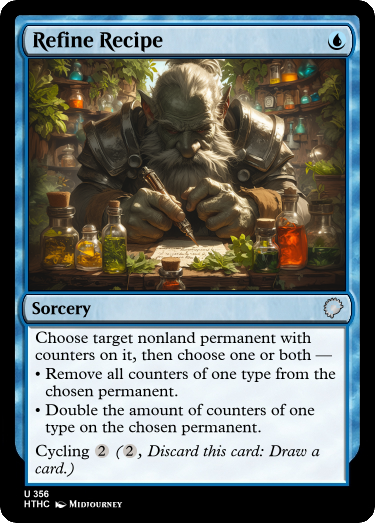 Refine Recipe
Sorcery
Choose target nonland permanent with
counters on it, then choose one or both —
• Remove all counters of one type from the
chosen permanent.
• Double the amount of counters of one
type on the chosen permanent.
Cycling 2 (2, Discard this card: Draw a
card.)
U 356
HTHC Midjourney